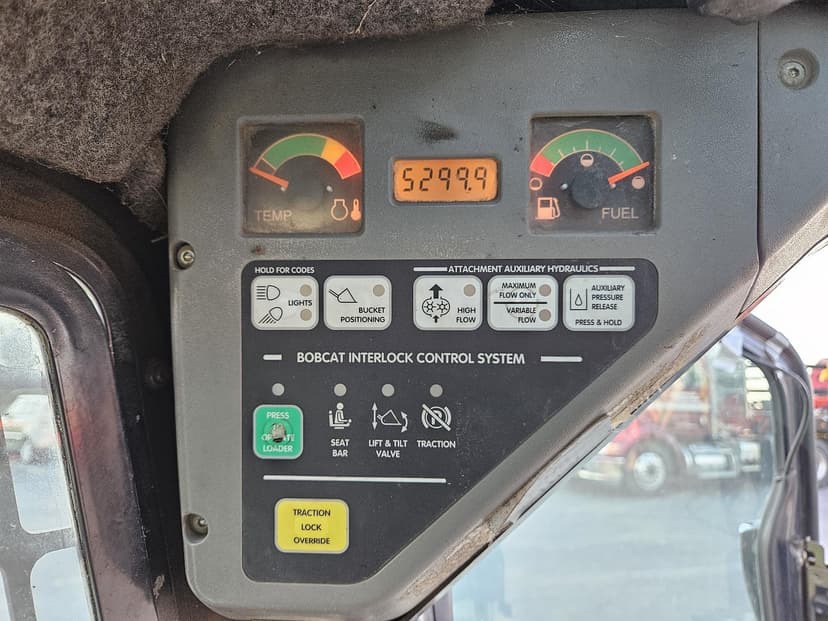 5299.9
TEMP
FUEL
HOLD FOR CODES
ATTACHMENT AUXILIARY HYDRAULICS
LIGHTS
BUCKET
POSITIONING
HIGH
FLOW
MAXIMUM
FLOW ONLY
VARIABLE
FLOW
AUXILIARY
PRESSURE
RELEASE
PRESS & HOLD
BOBCAT INTERLOCK CONTROL SYSTEM
PRESS
LOADER
SEAT
BAR
LIFT & TILT
VALVE
TRACTION
TRACTION
LOCK
OVERRIDE